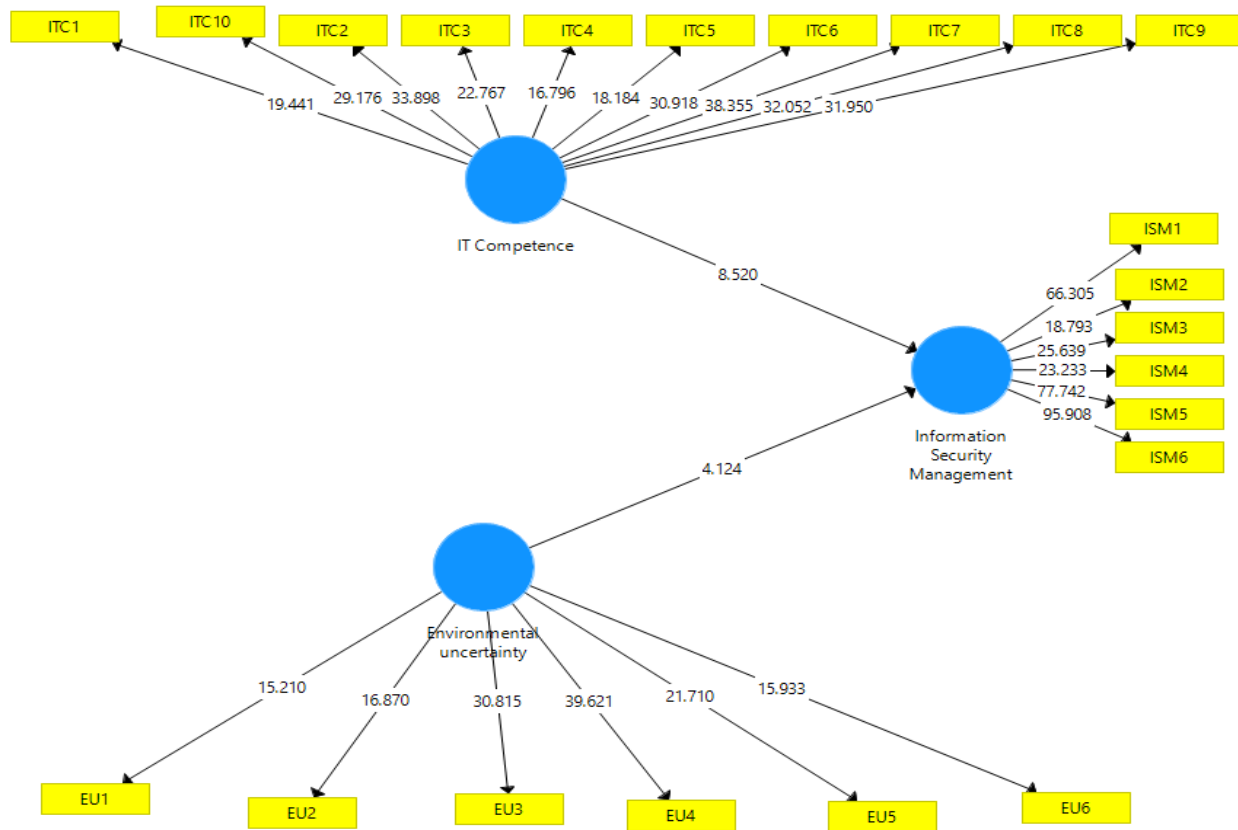 ITC1
ITC10
ITC2
ITC3
ITC4
ITC5
ITC6
ITC7
ITC8
ITC9
19.441
29.176
33.898
22.767
16.796
18.184
30.918
38.355
32.052
31.950
IT Competence
8.520
ISM1
ISM2
ISM3
ISM4
ISM5
ISM6
66.305
18.793
25.639
23.233
77.742
95.908
Information
Security
Management
4.124
Environmental
uncertainty
15.210
16.870
30.815
39.621
21.710
15.933
EU1
EU2
EU3
EU4
EU5
EU6